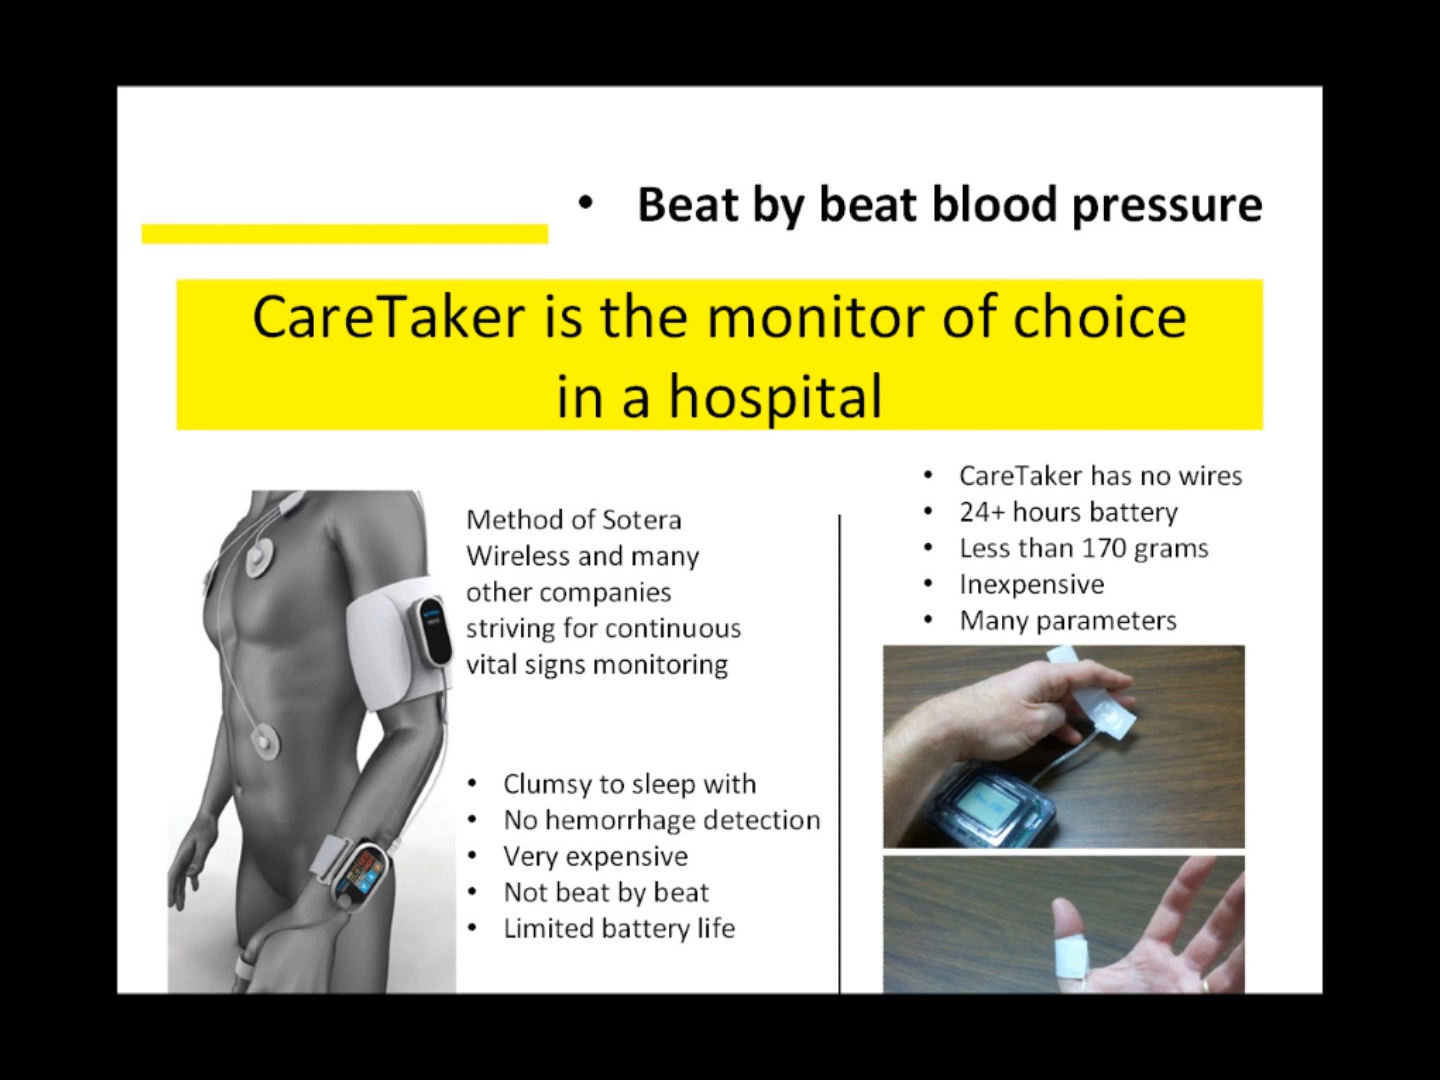 • Beat by beat blood pressure
CareTaker is the monitor of choice
in a hospital
Method of Sotera
Wireless and many
other companies
striving for continuous
vital signs monitoring
• Clumsy to sleep with
• No hemorrhage detection
• Very expensive
• Not beat by beat
• Limited battery life
• CareTaker has no wires
• 24+ hours battery
• Less than 170 grams
• Inexpensive
• Many parameters